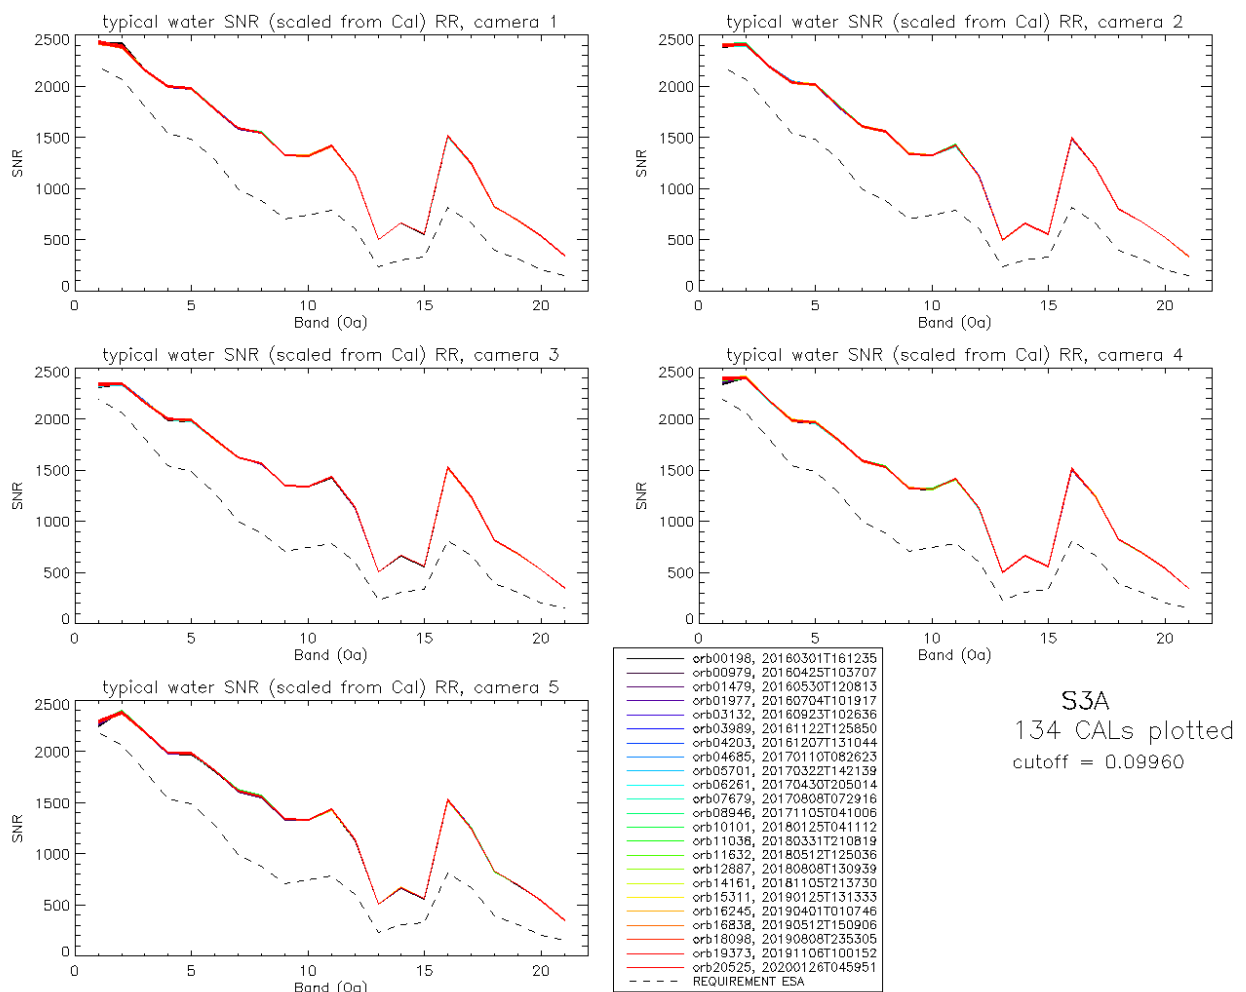 typical water SNR (scaled from Cal) RR, camera 1
2500
2000
1500
1000
500
0
SNR
0 5 10 15 20
Band (Oa)
typical water SNR (scaled from Cal) RR, camera 2
2500
2000
1500
1000
500
0
SNR
0 5 10 15 20
Band (Oa)
typical water SNR (scaled from Cal) RR, camera 3
2500
2000
1500
1000
500
0
SNR
0 5 10 15 20
Band (Oa)
typical water SNR (scaled from Cal) RR, camera 4
2500
2000
1500
1000
500
0
SNR
0 5 10 15 20
Band (Oa)
typical water SNR (scaled from Cal) RR, camera 5
2500
2000
1500
1000
500
0
SNR
0 5 10 15 20
Band (Oa)
orb00198, 20160301T161235
orb00979, 20160425T103707
orb01479, 20160530T120813
orb01977, 20160704T101917
orb03132, 20160923T102636
orb03989, 20161122T125850
orb04203, 20161207T131044
orb04685, 20170110T082623
orb05701, 20170322T142139
orb06261, 20170430T205014
orb07679, 20170808T072916
orb08946, 20171105T041006
orb10101, 20180125T041112
orb11038, 20180331T210819
orb11632, 20180512T125036
orb12887, 20180808T130939
orb14161, 20181105T213730
orb15311, 20190125T131333
orb16245, 20190401T010746
orb16838, 20190512T150906
orb18098, 20190808T235305
orb19373, 20191106T100152
orb20525, 20200126T045951
REQUIREMENT ESA
S3A
134 CALs plotted
cutoff = 0.09960